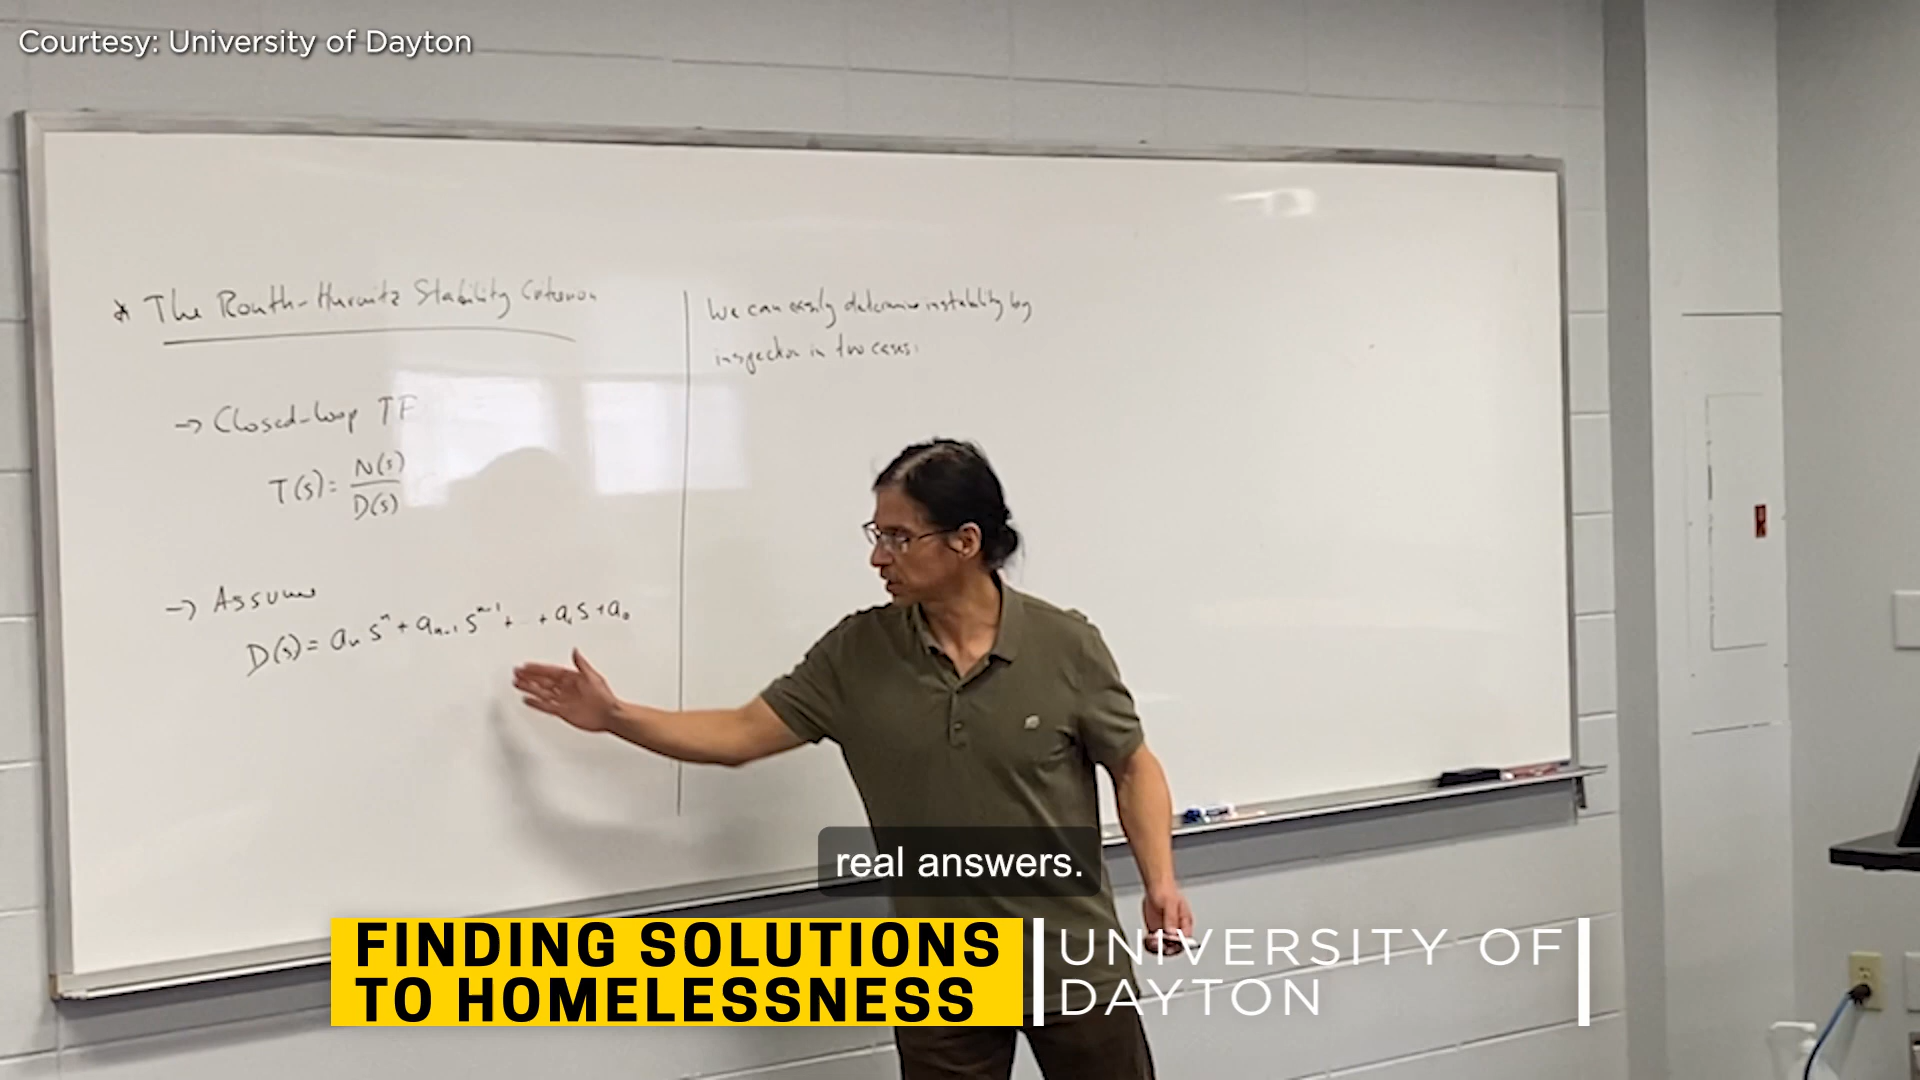 Courtesy: University of Dayton
* The Routh-Hurwitz Stability Criterion
→ Closed-loop TF
T(s) = N(s) / D(s)
→ Assume
D(s) = aₙ sⁿ + aₙ₋₁ sⁿ⁻¹ + ... + a₁ s + a₀
We can easily determine instability by
inspection in two cases:
real answers.
FINDING SOLUTIONS
TO HOMELESSNESS
UNIVERSITY OF
DAYTON